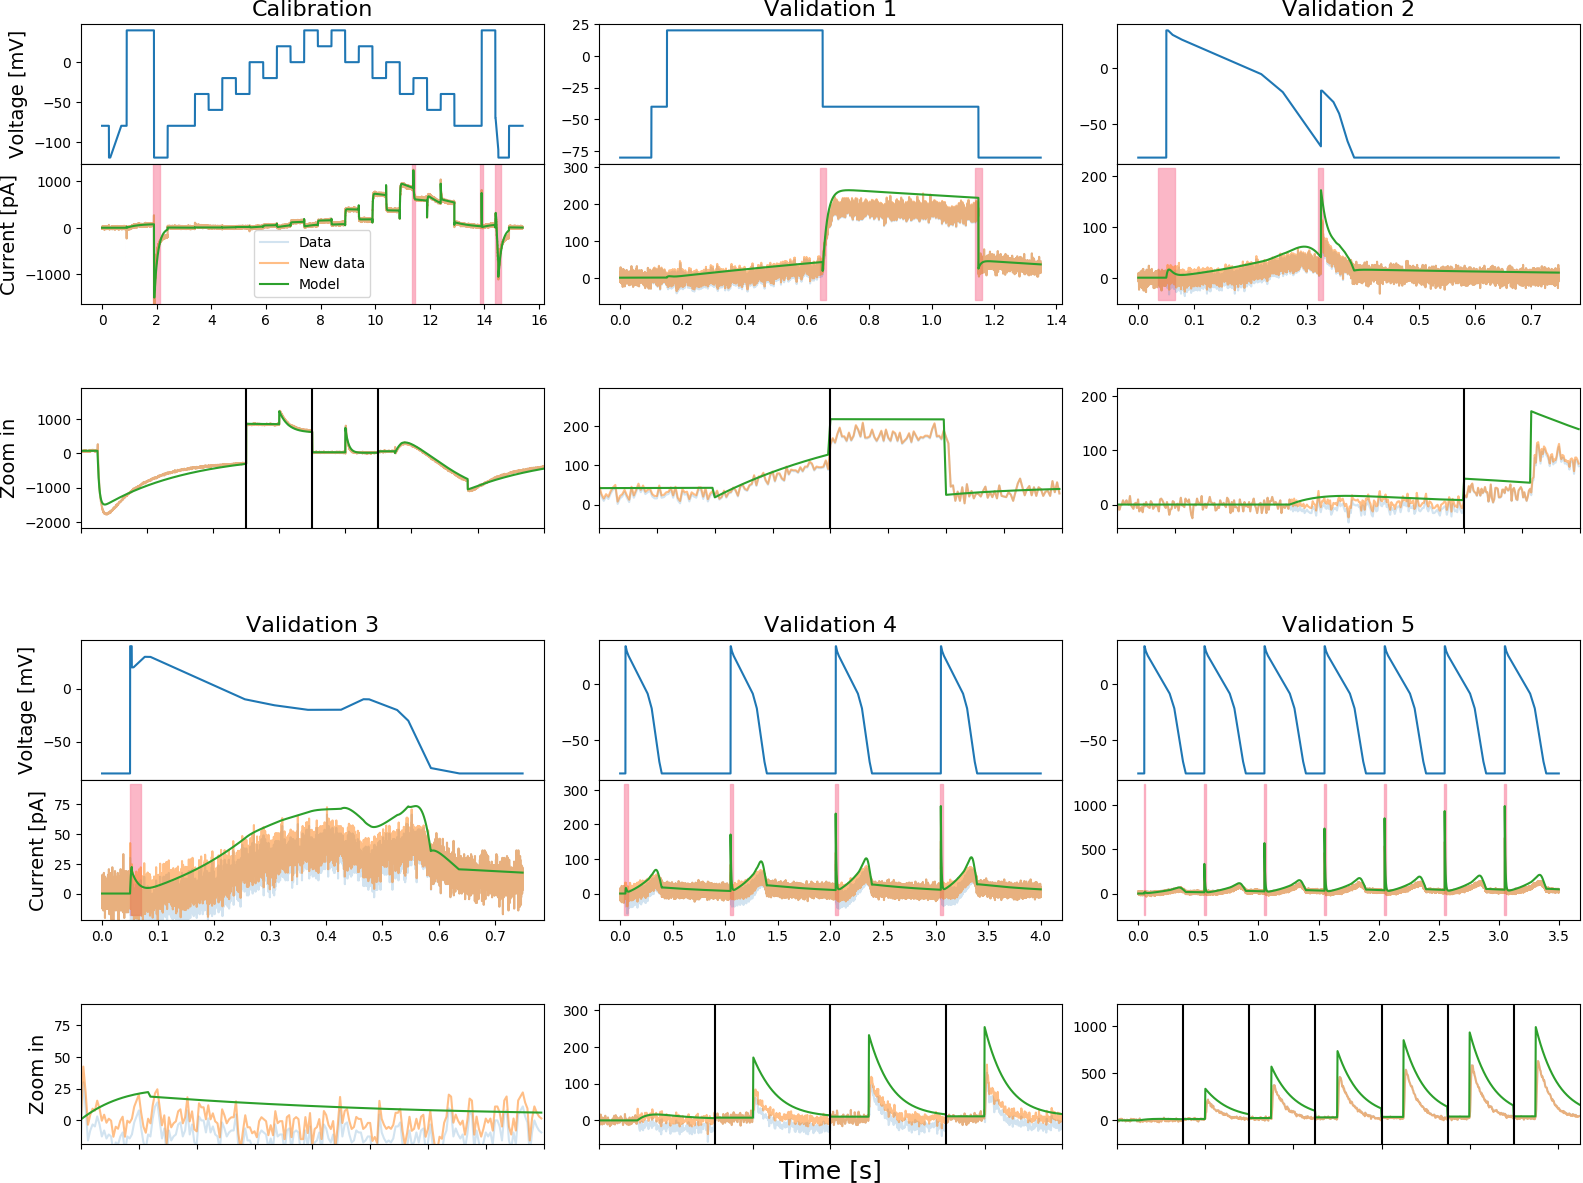 Calibration
Validation 1
Validation 2
Voltage [mV]
0
−50
−100
25
0
−25
−50
−75
0
−50
Current [pA]
1000
0
−1000
Data
New data
Model
300
200
100
0
200
100
0
0 2 4 6 8 10 12 14 16
0.0 0.2 0.4 0.6 0.8 1.0 1.2 1.4
0.0 0.1 0.2 0.3 0.4 0.5 0.6 0.7
Zoom in
1000
0
−1000
−2000
200
100
0
200
100
0
Validation 3
Validation 4
Validation 5
Voltage [mV]
0
−50
0
−50
0
−50
Current [pA]
75
50
25
0
300
200
100
0
1000
500
0
0.0 0.1 0.2 0.3 0.4 0.5 0.6 0.7
0.0 0.5 1.0 1.5 2.0 2.5 3.0 3.5 4.0
0.0 0.5 1.0 1.5 2.0 2.5 3.0 3.5
Zoom in
75
50
25
0
300
200
100
0
1000
500
0
Time [s]